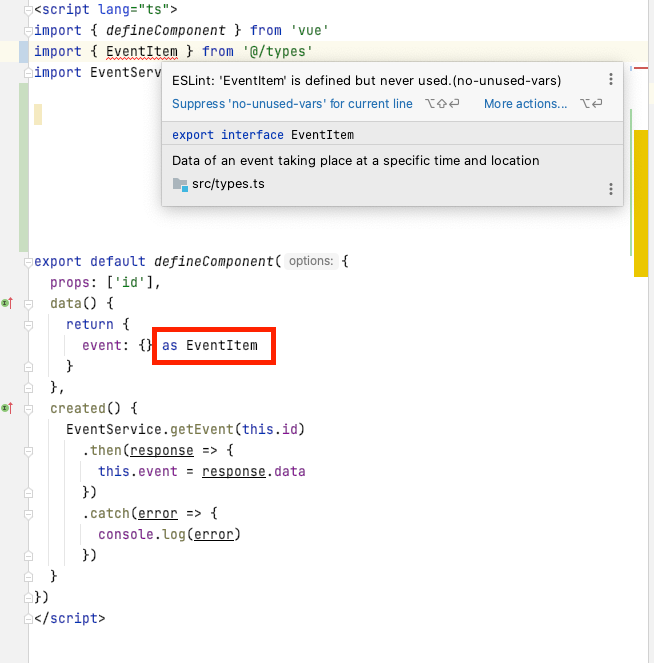 <script lang="ts">
import { defineComponent } from 'vue'
import { EventItem } from '@/types'
import EventServ
ESLint: 'EventItem' is defined but never used.(no-unused-vars)
Suppress 'no-unused-vars' for current line ⌥⇧⏎ More actions... ⌥⏎
export interface EventItem
Data of an event taking place at a specific time and location
src/types.ts
export default defineComponent( options: {
props: ['id'],
data() {
return {
event: {} as EventItem
}
},
created() {
EventService.getEvent(this.id)
.then(response => {
this.event = response.data
})
.catch(error => {
console.log(error)
})
}
})
</script>